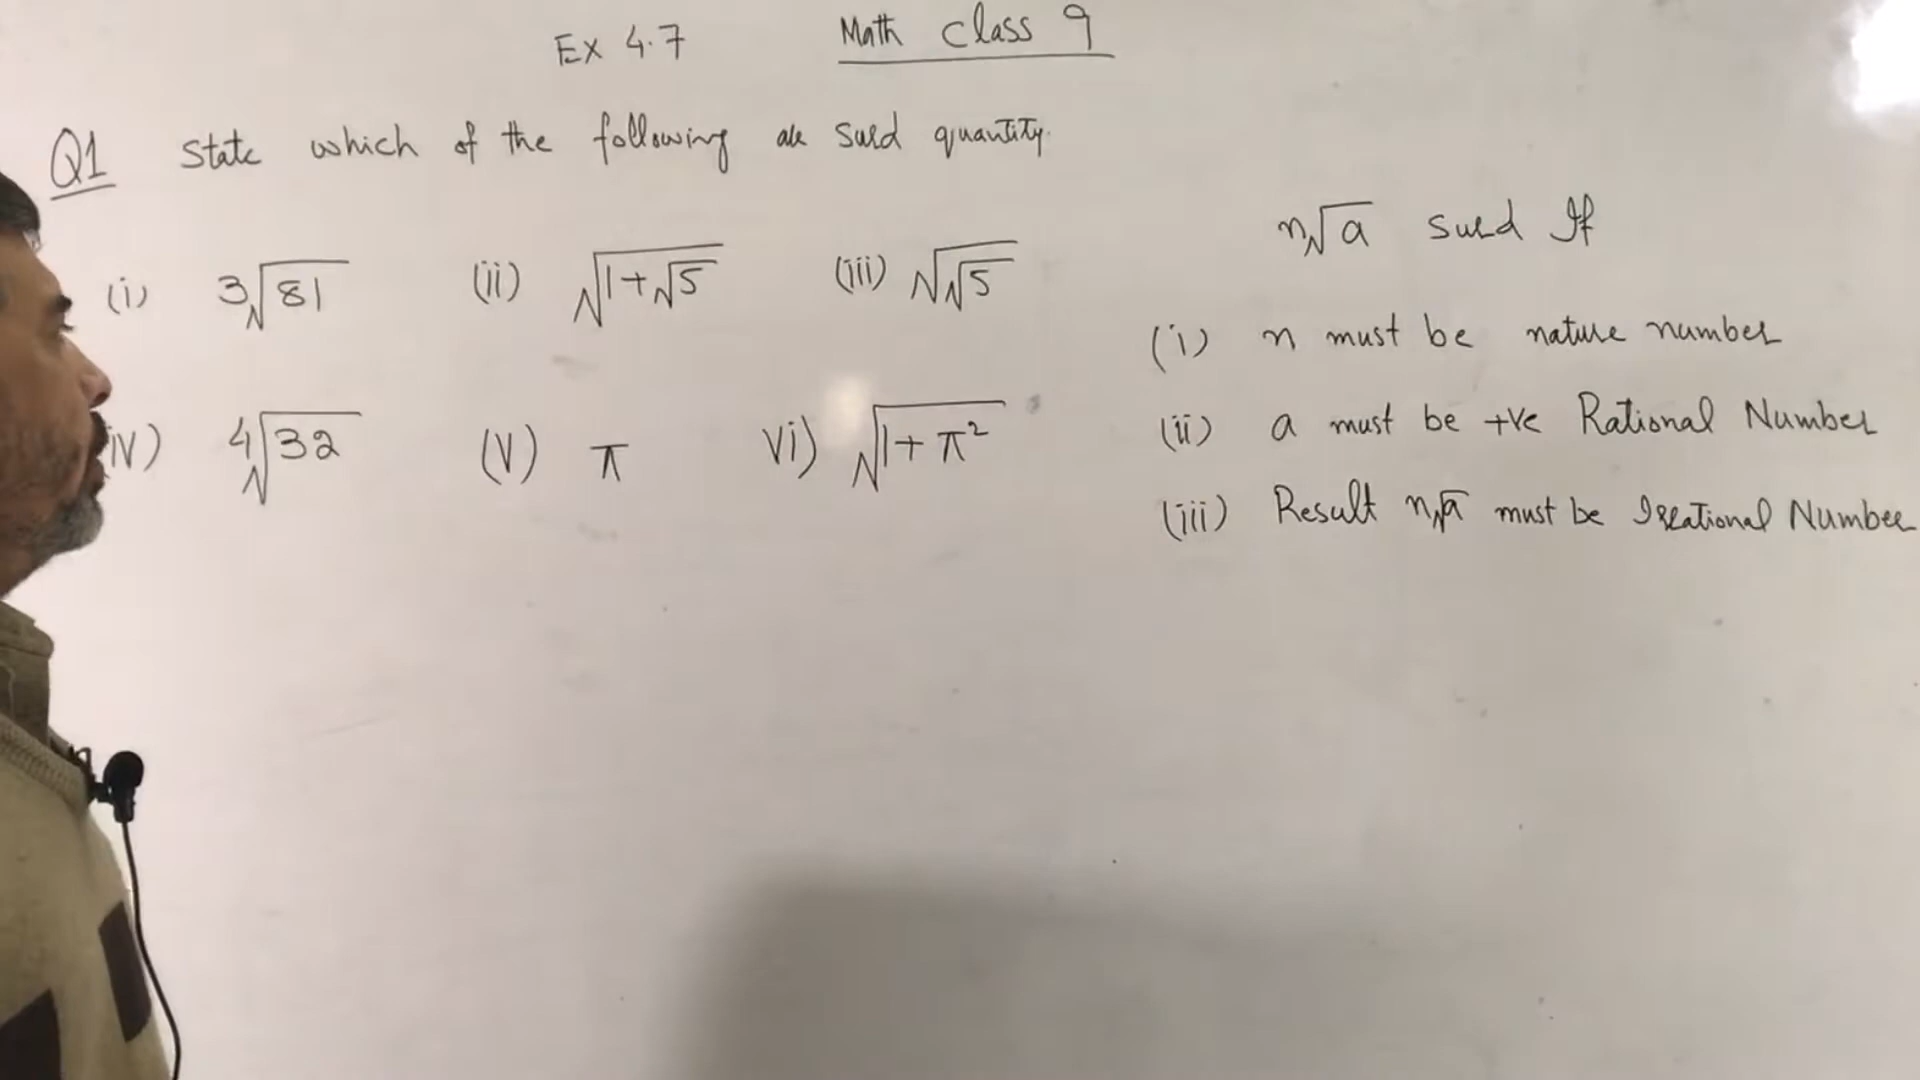 Ex 4.7 Math Class 9
Q1 State which of the following are Surd quantity.
(i) ³√81 (ii) √(1+√5) (iii) √√5
ⁿ√a Surd If
(i) n must be nature number
iv) ⁴√32 (V) π Vi) √(1+π²)
(ii) a must be +ve Rational Number
(iii) Result ⁿ√a must be Irrational Number